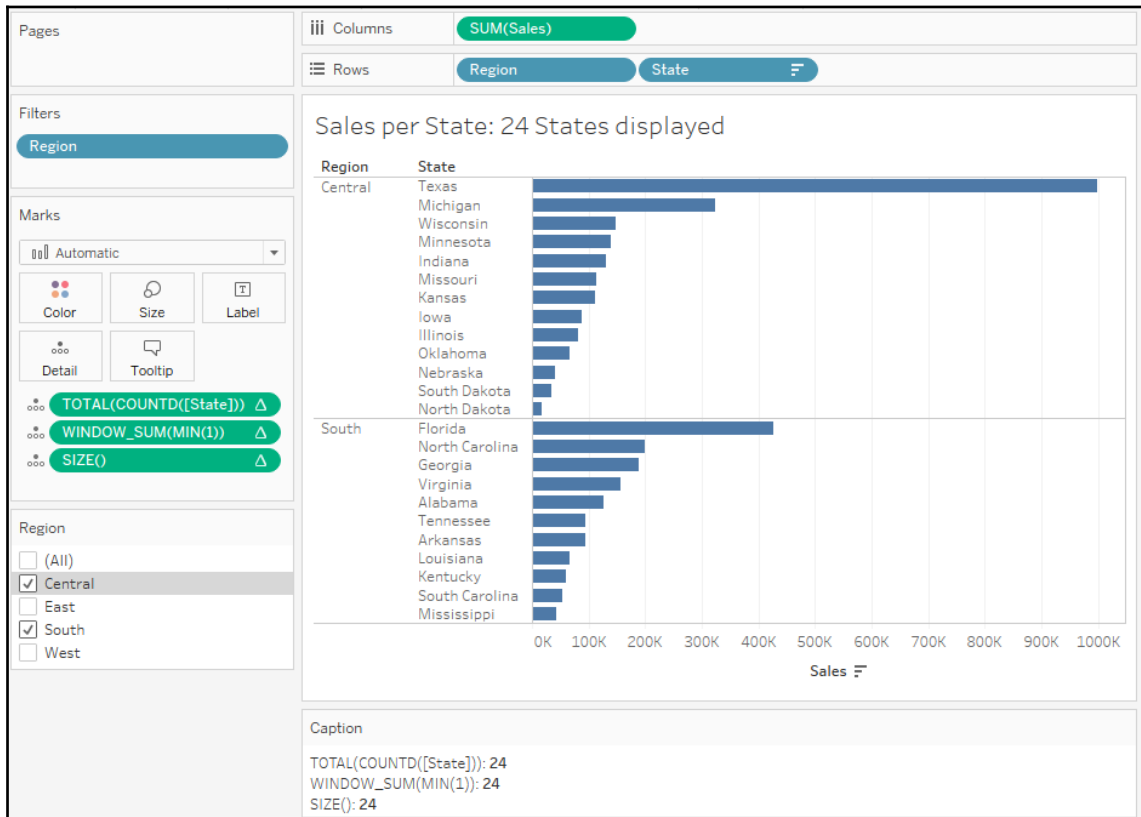 Pages
Columns SUM(Sales)
Rows Region State
Filters
Region
Marks
Automatic
Color Size Label
Detail Tooltip
TOTAL(COUNTD([State])) Δ
WINDOW_SUM(MIN(1)) Δ
SIZE() Δ
Region
(All)
Central
East
South
West
Sales per State: 24 States displayed
Region State
Central Texas
Michigan
Wisconsin
Minnesota
Indiana
Missouri
Kansas
Iowa
Illinois
Oklahoma
Nebraska
South Dakota
North Dakota
South Florida
North Carolina
Georgia
Virginia
Alabama
Tennessee
Arkansas
Louisiana
Kentucky
South Carolina
Mississippi
0K 100K 200K 300K 400K 500K 600K 700K 800K 900K 1000K
Sales
Caption
TOTAL(COUNTD([State])): 24
WINDOW_SUM(MIN(1)): 24
SIZE(): 24